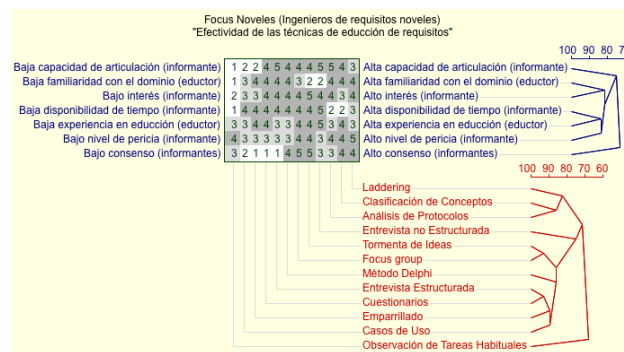 Focus Noveles (Ingenieros de requisitos noveles)
"Efectividad de las técnicas de educción de requisitos"
100 90 80 7
Baja capacidad de articulación (informante) 1 2 2 4 5 4 4 4 5 5 4 3 Alta capacidad de articulación (informante)
Baja familiaridad con el dominio (eductor) 1 3 4 4 4 4 3 2 2 4 4 4 Alta familiaridad con el dominio (eductor)
Bajo interés (informante) 2 3 3 4 4 4 4 5 4 4 3 4 Alto interés (informante)
Baja disponibilidad de tiempo (informante) 1 4 4 4 4 4 4 4 5 2 2 3 Alta disponibilidad de tiempo (informante)
Baja experiencia en educción (eductor) 3 3 4 4 3 3 4 4 5 3 4 3 Alta experiencia en educción (eductor)
Bajo nivel de pericia (informante) 4 3 3 3 3 3 4 4 3 4 4 5 Alto nivel de pericia (informante)
Bajo consenso (informantes) 3 2 1 1 1 4 5 5 3 3 4 4 Alto consenso (informantes)
100 90 80 70 60
Laddering
Clasificación de Conceptos
Análisis de Protocolos
Entrevista no Estructurada
Tormenta de Ideas
Focus group
Método Delphi
Entrevista Estructurada
Cuestionarios
Emparrillado
Casos de Uso
Observación de Tareas Habituales